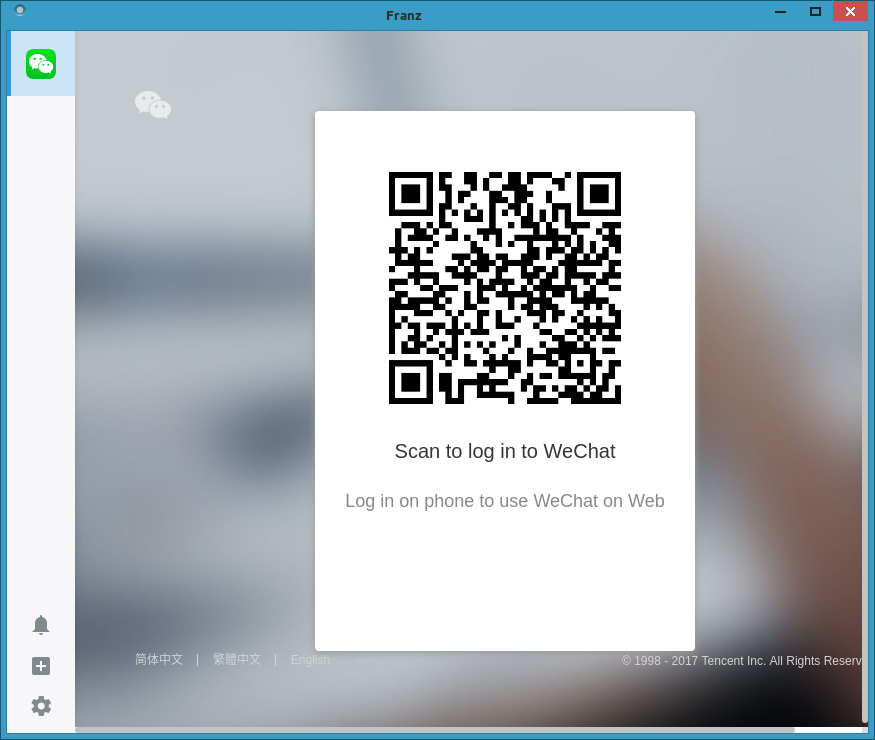 Franz
Scan to log in to WeChat
Log in on phone to use WeChat on Web
简体中文 | 繁體中文 | English
© 1998 - 2017 Tencent Inc. All Rights Reserv